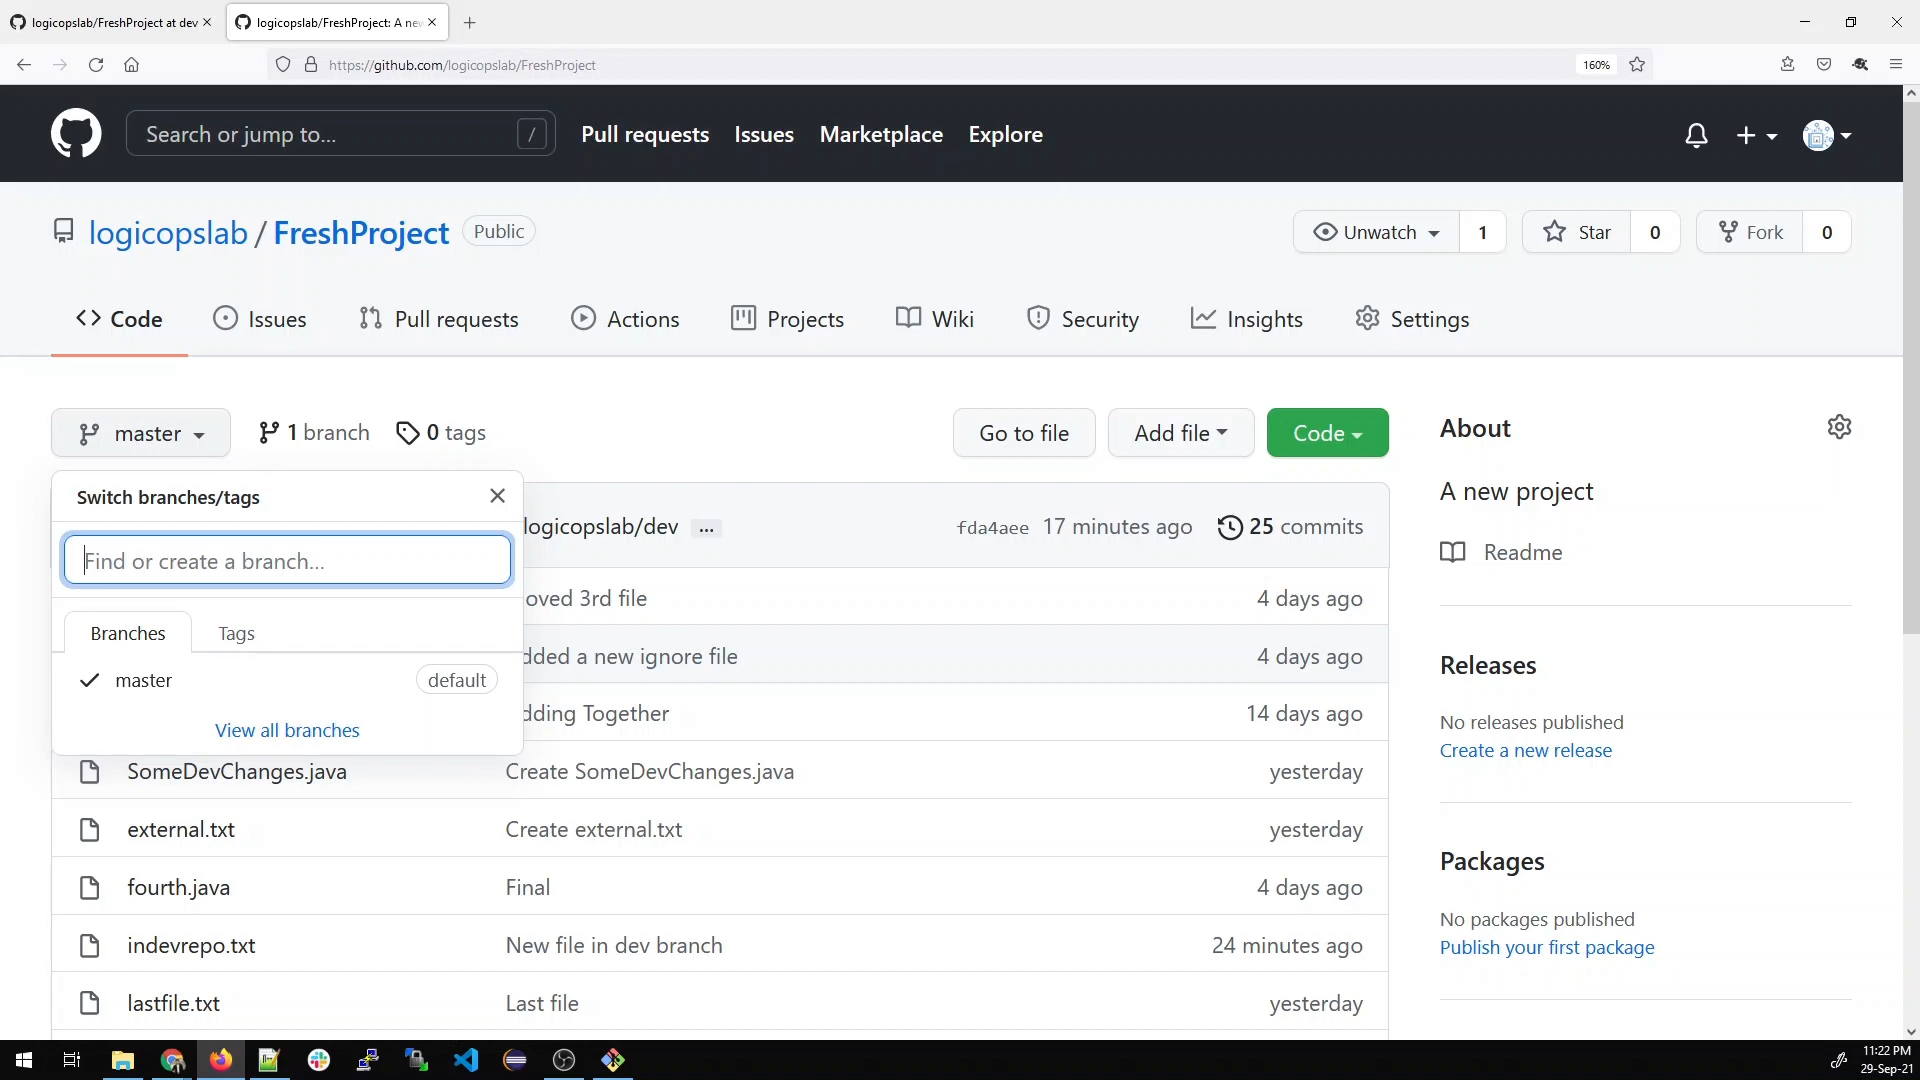 logicopslab/FreshProject at dev
logicopslab/FreshProject: A ne
https://github.com/logicopslab/FreshProject
160%
Search or jump to...
/
Pull requests
Issues
Marketplace
Explore
logicopslab / FreshProject
Public
Unwatch
1
Star
0
Fork
0
Code
Issues
Pull requests
Actions
Projects
Wiki
Security
Insights
Settings
master
1 branch
0 tags
Go to file
Add file
Code
About
A new project
Readme
Switch branches/tags
Find or create a branch...
Branches
Tags
master
default
View all branches
logicopslab/dev
...
fda4aee
17 minutes ago
25 commits
oved 3rd file
4 days ago
dded a new ignore file
4 days ago
dding Together
14 days ago
SomeDevChanges.java
Create SomeDevChanges.java
yesterday
external.txt
Create external.txt
yesterday
fourth.java
Final
4 days ago
indevrepo.txt
New file in dev branch
24 minutes ago
lastfile.txt
Last file
yesterday
Releases
No releases published
Create a new release
Packages
No packages published
Publish your first package
11:22 PM
29-Sep-21